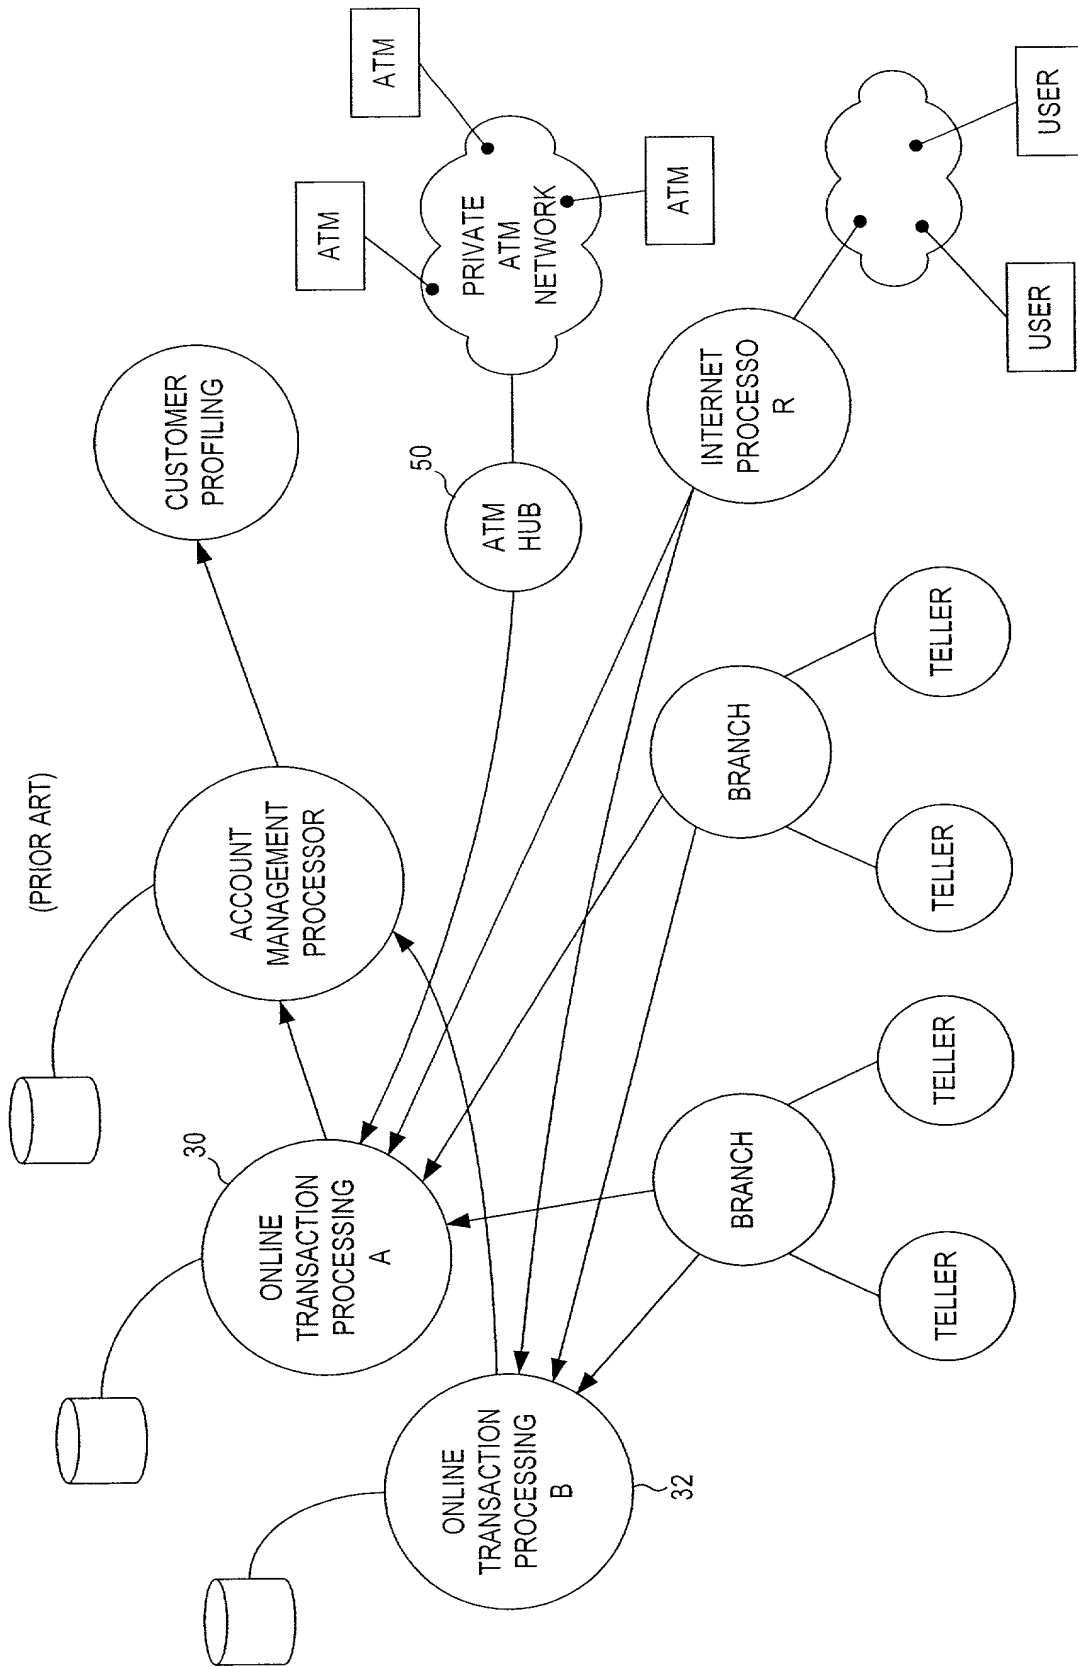 (PRIOR ART)
CUSTOMER
PROFILING
ACCOUNT
MANAGEMENT
PROCESSOR
30
ONLINE
TRANSACTION
PROCESSING
A
ONLINE
TRANSACTION
PROCESSING
B
32
50
ATM
HUB
PRIVATE
ATM
NETWORK
ATM
ATM
ATM
INTERNET
PROCESSO
R
USER
USER
BRANCH
BRANCH
TELLER
TELLER
TELLER
TELLER